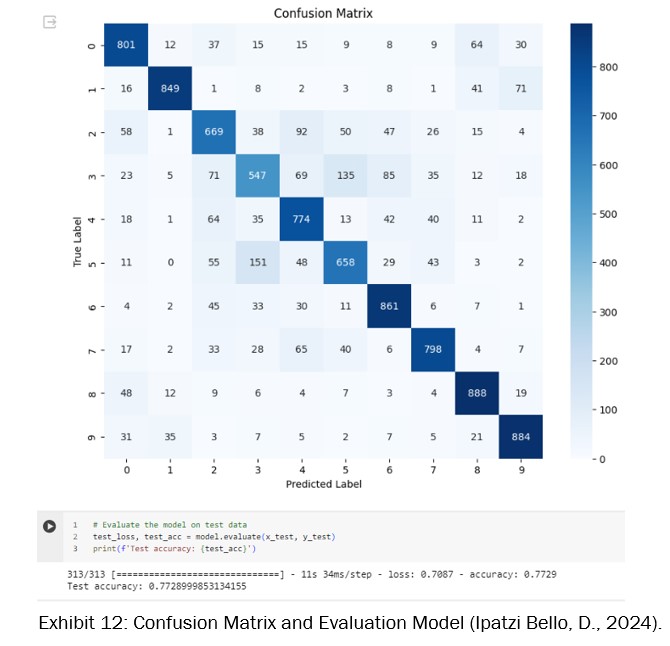 Confusion Matrix
0 801 12 37 15 15 9 8 9 64 30
1 16 849 1 8 2 3 8 1 41 71
2 58 1 669 38 92 50 47 26 15 4
3 23 5 71 547 69 135 85 35 12 18
4 18 1 64 35 774 13 42 40 11 2
5 11 0 55 151 48 658 29 43 3 2
6 4 2 45 33 30 11 861 6 7 1
7 17 2 33 28 65 40 6 798 4 7
8 48 12 9 6 4 7 3 4 888 19
9 31 35 3 7 5 2 7 5 21 884
True Label
0 1 2 3 4 5 6 7 8 9
Predicted Label
800
700
600
500
400
300
200
100
0
1 # Evaluate the model on test data
2 test_loss, test_acc = model.evaluate(x_test, y_test)
3 print(f'Test accuracy: {test_acc}')
313/313 [==============================] - 11s 34ms/step - loss: 0.7087 - accuracy: 0.7729
Test accuracy: 0.7728999853134155
Exhibit 12: Confusion Matrix and Evaluation Model (Ipatzi Bello, D., 2024).